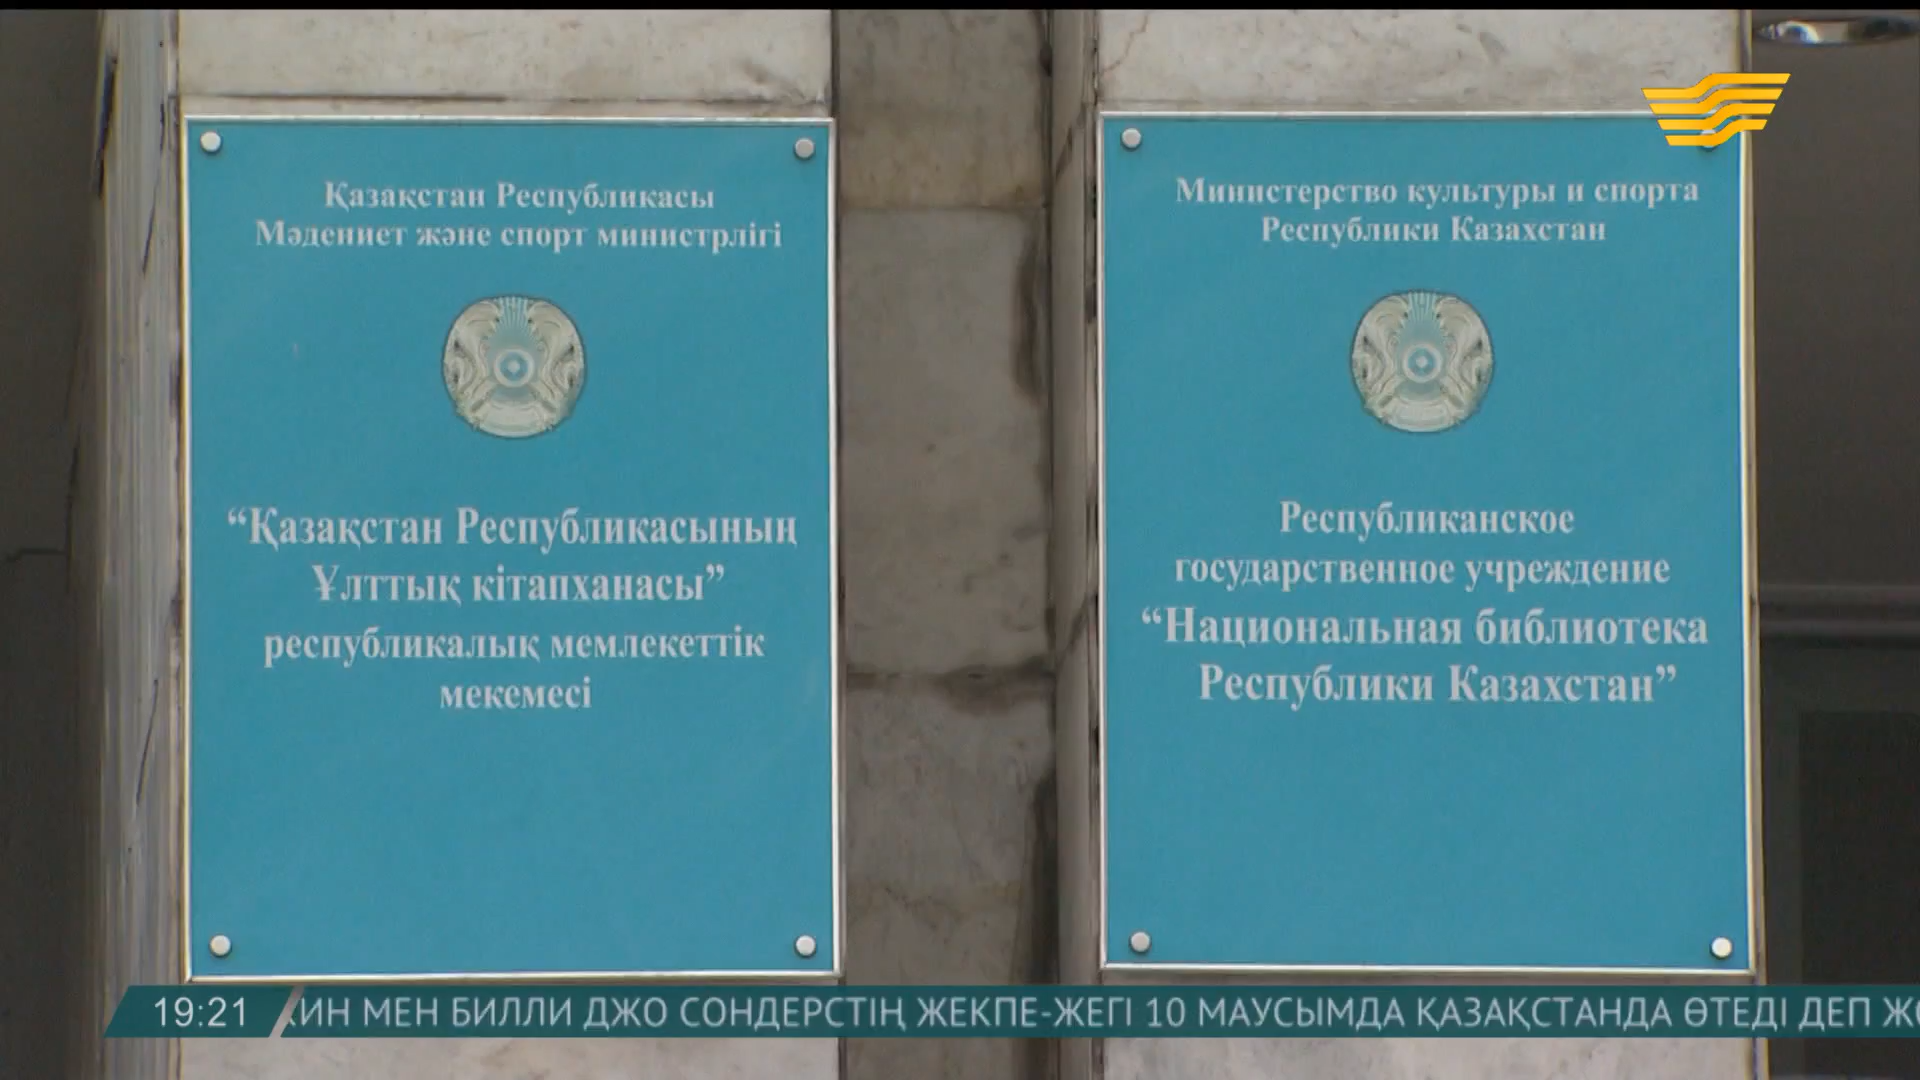 Қазақстан Республикасы
Мәдениет және спорт министрлігі
“Қазақстан Республикасының
Ұлттық кітапханасы”
республикалық мемлекеттік
мекемесі
Министерство культуры и спорта
Республики Казахстан
Республиканское
государственное учреждение
“Национальная библиотека
Республики Казахстан”
19:21 МЕН БИЛЛИ ДЖО СОНДЕРСТІҢ ЖЕКПЕ-ЖЕГІ 10 МАУСЫМДА ҚАЗАҚСТАНДА ӨТЕДІ ДЕП